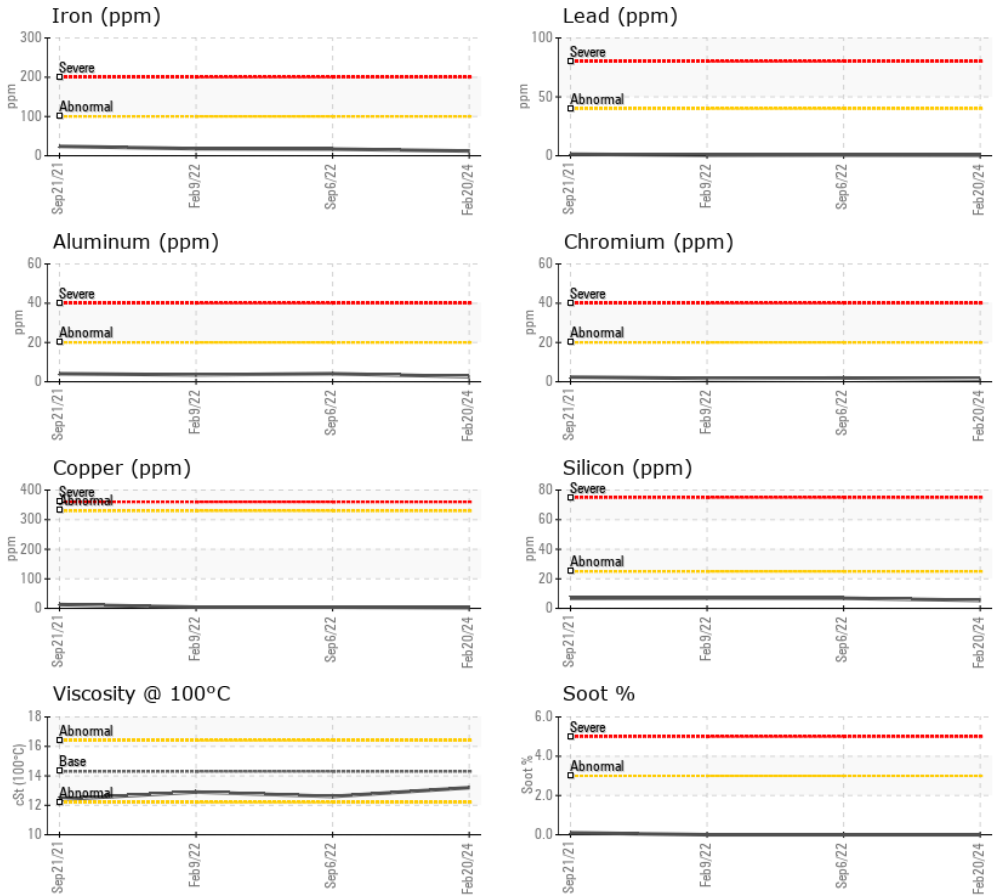 Iron (ppm)
300
200
100
0
ppm
Severe
Abnormal
Sep21/21
Feb9/22
Sep6/22
Feb20/24
Lead (ppm)
100
50
0
ppm
Severe
Abnormal
Sep21/21
Feb9/22
Sep6/22
Feb20/24
Aluminum (ppm)
60
40
20
0
ppm
Severe
Abnormal
Sep21/21
Feb9/22
Sep6/22
Feb20/24
Chromium (ppm)
60
40
20
0
ppm
Severe
Abnormal
Sep21/21
Feb9/22
Sep6/22
Feb20/24
Copper (ppm)
400
300
200
100
0
ppm
Severe
Abnormal
Sep21/21
Feb9/22
Sep6/22
Feb20/24
Silicon (ppm)
80
60
40
20
0
ppm
Severe
Abnormal
Sep21/21
Feb9/22
Sep6/22
Feb20/24
Viscosity @ 100°C
18
16
14
12
10
cSt (100°C)
Abnormal
Base
Abnormal
Sep21/21
Feb9/22
Sep6/22
Feb20/24
Soot %
6.0
4.0
2.0
0.0
Soot %
Severe
Abnormal
Sep21/21
Feb9/22
Sep6/22
Feb20/24